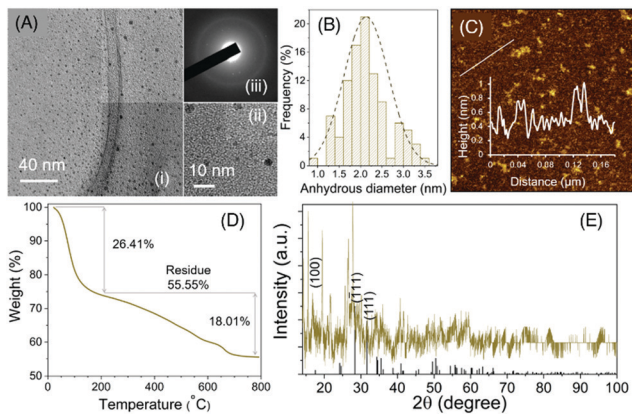 (A)
(iii)
(ii)
(i)
40 nm
10 nm
(B)
Frequency (%)
20
15
10
5
0
1.0 1.5 2.0 2.5 3.0 3.5
Anhydrous diameter (nm)
(C)
Height (nm)
1.2
0.8
0.4
0
0 0.04 0.08 0.12 0.18
Distance (μm)
(D)
Weight (%)
100
90
80
70
60
50
26.41%
Residue
55.55%
18.01%
0 200 400 600 800
Temperature (°C)
(E)
Intensity (a.u.)
(100)
(-111)
(111)
20 30 40 50 60 70 80 90 100
2θ (degree)